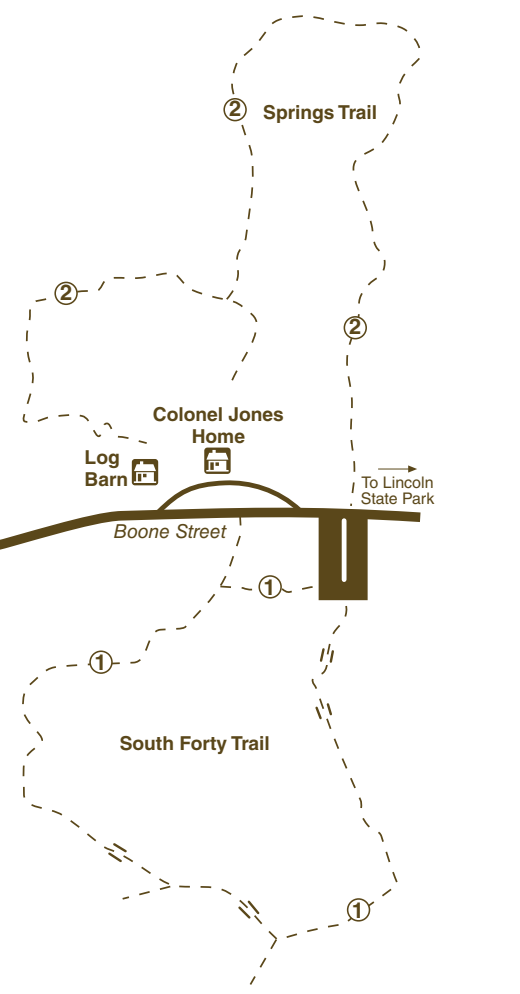 2
Springs Trail
2
2
Colonel Jones
Home
Log
Barn
To Lincoln
State Park
Boone Street
1
1
South Forty Trail
1